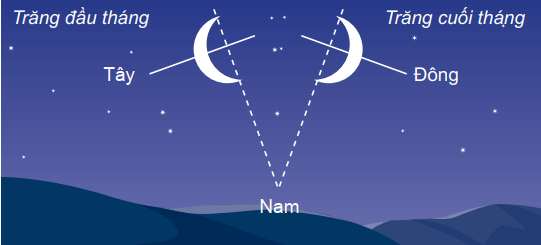 Trăng đầu tháng
Trăng cuối tháng
Tây
Đông
Nam